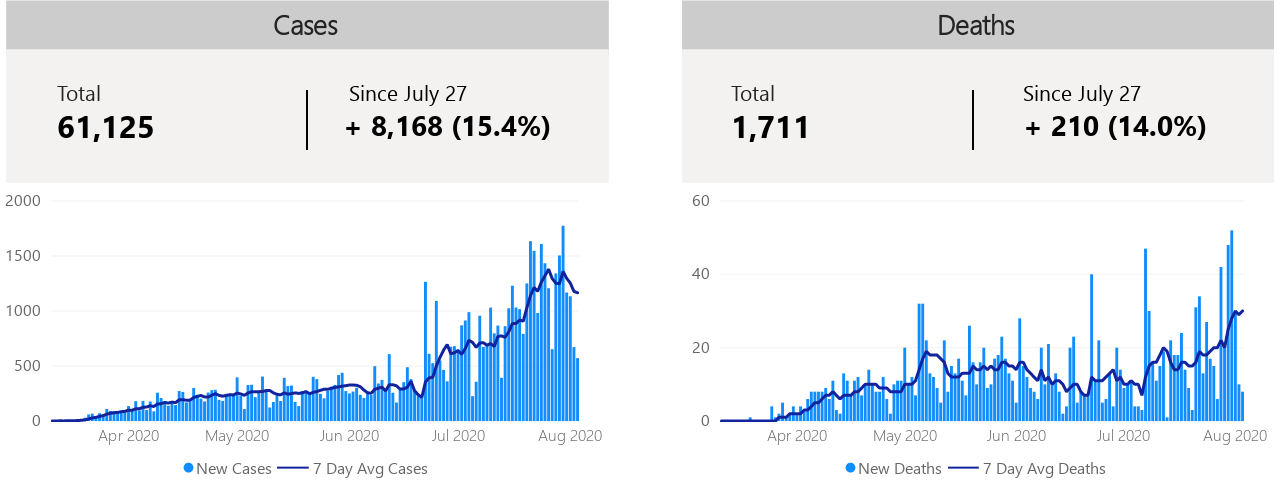 Cases
Total
61,125
Since July 27
+ 8,168 (15.4%)
2000
1500
1000
500
0
Apr 2020 May 2020 Jun 2020 Jul 2020 Aug 2020
New Cases 7 Day Avg Cases
Deaths
Total
1,711
Since July 27
+ 210 (14.0%)
60
40
20
0
Apr 2020 May 2020 Jun 2020 Jul 2020 Aug 2020
New Deaths 7 Day Avg Deaths